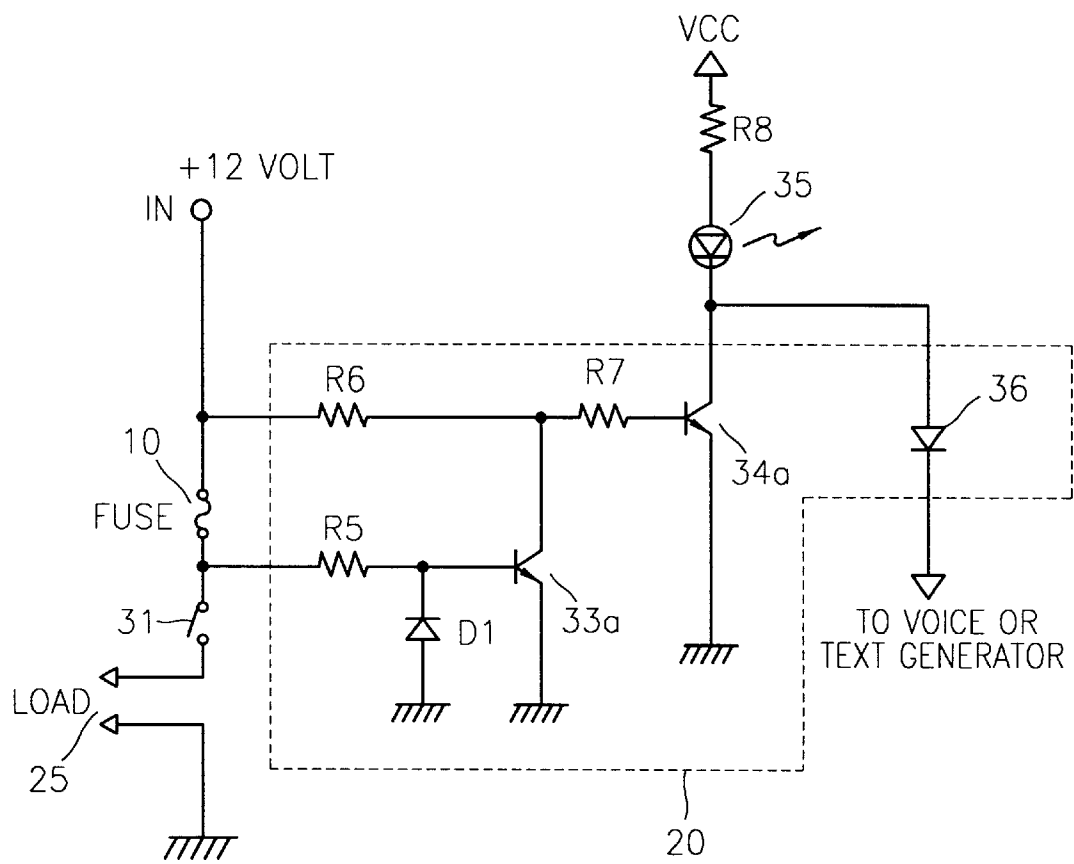 VCC
R8
+12 VOLT
IN
35
R6
R7
36
10
FUSE
34a
R5
31
D1
33a
TO VOICE OR
TEXT GENERATOR
LOAD
25
20